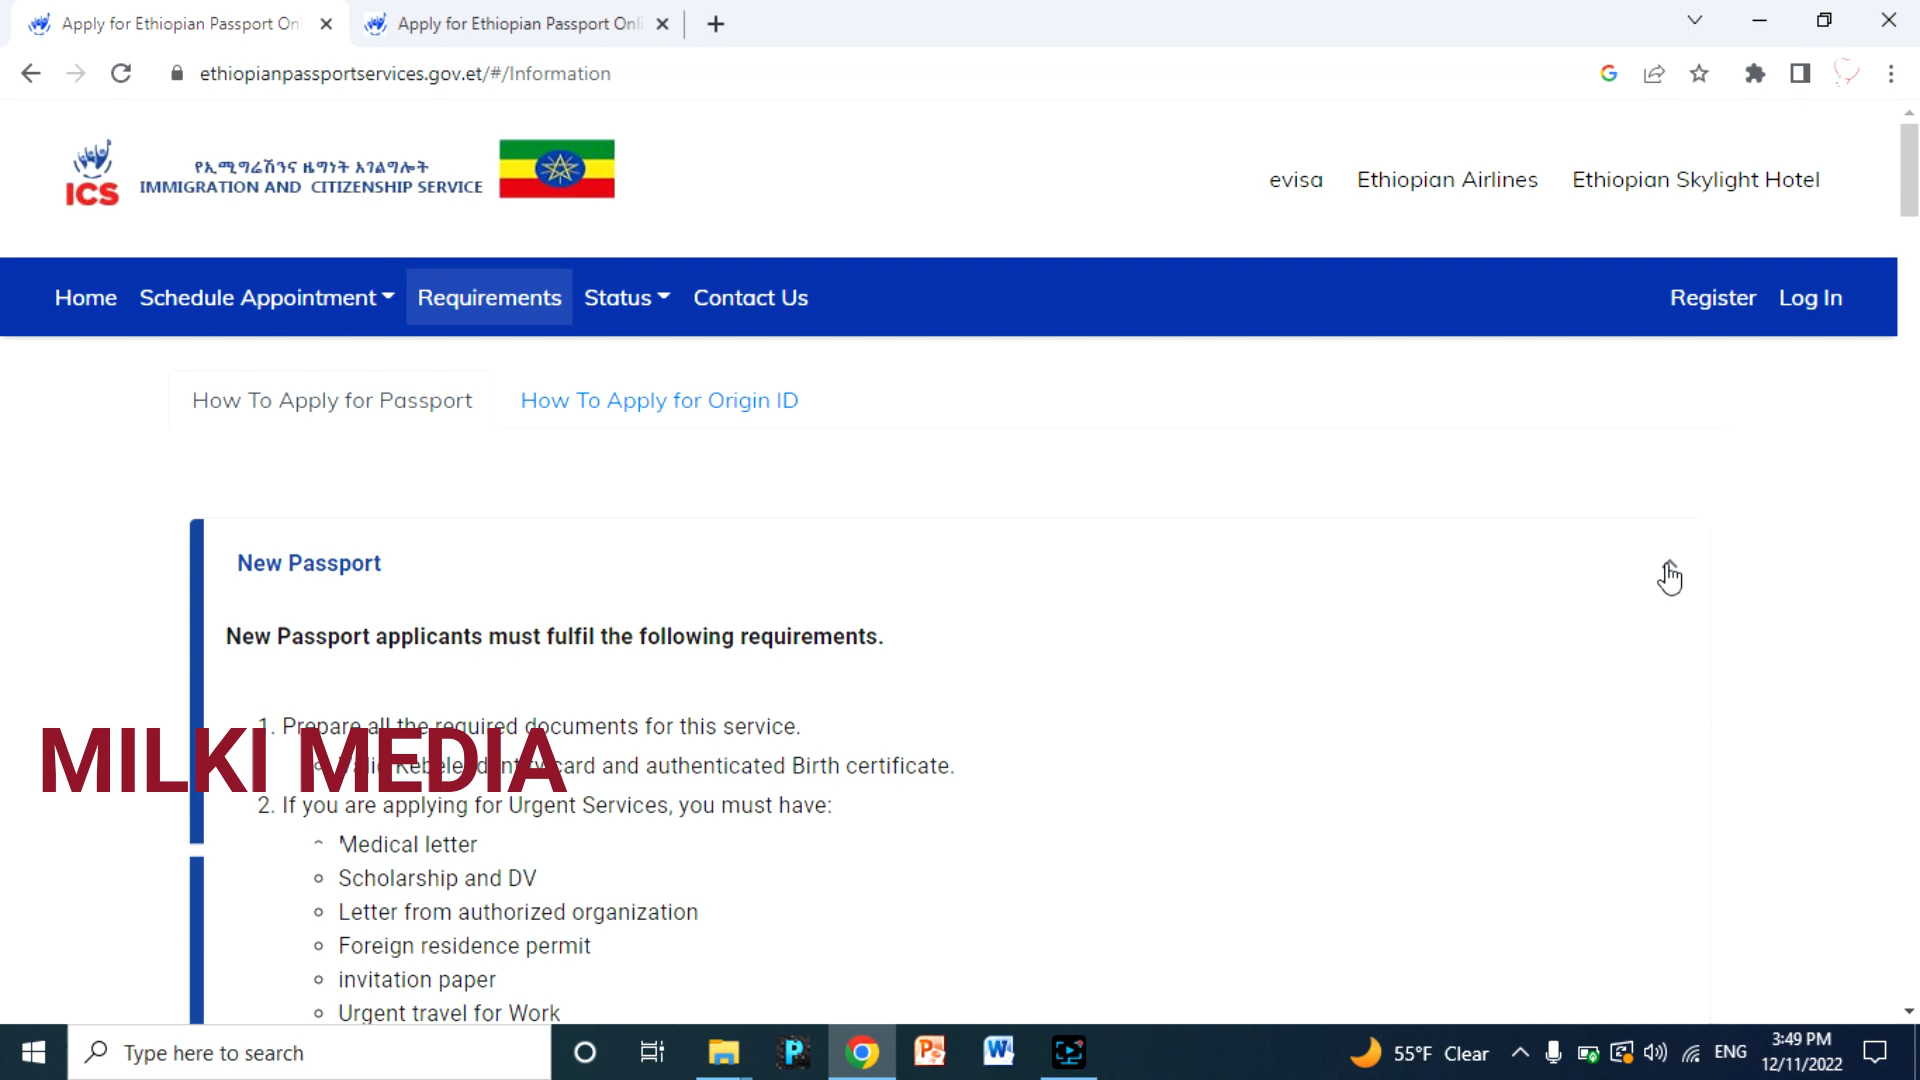 Apply for Ethiopian Passport On
Apply for Ethiopian Passport Onli
ethiopianpassportservices.gov.et/#/Information
የኢሚግሬሽንና ዜግነት አገልግሎት
ICS
IMMIGRATION AND CITIZENSHIP SERVICE
evisa Ethiopian Airlines Ethiopian Skylight Hotel
Home Schedule Appointment Requirements Status Contact Us Register Log In
How To Apply for Passport How To Apply for Origin ID
New Passport
New Passport applicants must fulfil the following requirements.
1. Prepare all the required documents for this service.
MILKI MEDIA
Valid Kebele Identity card and authenticated Birth certificate.
2. If you are applying for Urgent Services, you must have:
Medical letter
Scholarship and DV
Letter from authorized organization
Foreign residence permit
invitation paper
Urgent travel for Work
Type here to search
55°F Clear
ENG
3:49 PM
12/11/2022